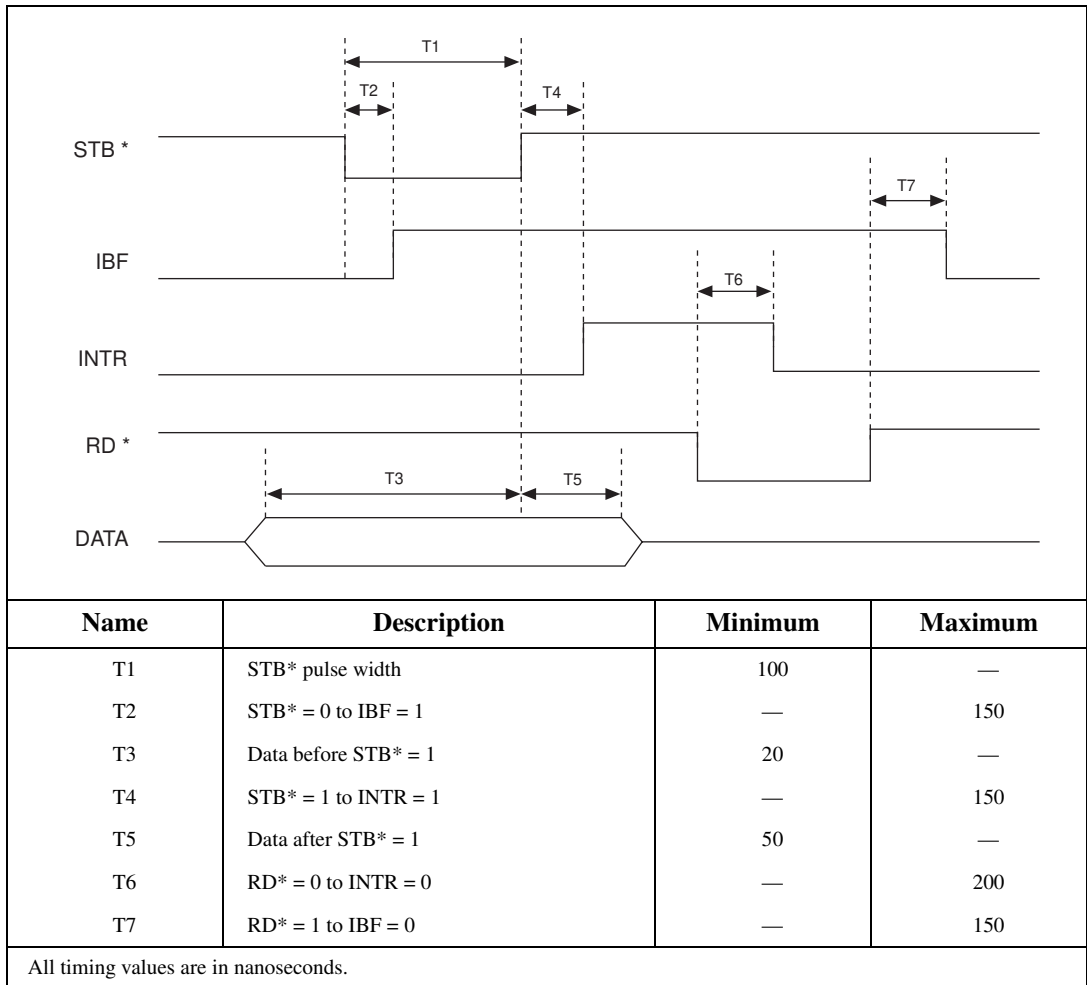 T1
T2 T4
STB *
T7
IBF
T6
INTR
RD *
T3 T5
DATA
Name Description Minimum Maximum
T1 STB* pulse width 100 —
T2 STB* = 0 to IBF = 1 — 150
T3 Data before STB* = 1 20 —
T4 STB* = 1 to INTR = 1 — 150
T5 Data after STB* = 1 50 —
T6 RD* = 0 to INTR = 0 — 200
T7 RD* = 1 to IBF = 0 — 150
All timing values are in nanoseconds.